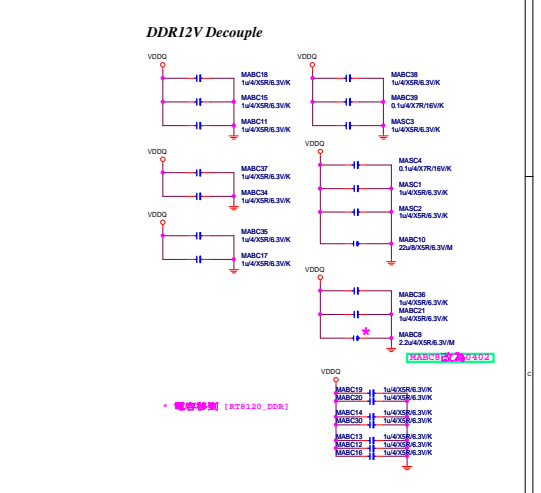 DDR12V Decouple
VDDQ
MABC18
1u/4/X5R/6.3V/K
MABC15
1u/4/X5R/6.3V/K
MABC11
1u/4/X5R/6.3V/K
VDDQ
MABC38
1u/4/X5R/6.3V/K
MABC39
0.1u/4/X7R/16V/K
MASC3
1u/4/X5R/6.3V/K
VDDQ
MABC37
1u/4/X5R/6.3V/K
MABC34
1u/4/X5R/6.3V/K
VDDQ
MASC4
0.1u/4/X7R/16V/K
MASC1
1u/4/X5R/6.3V/K
MASC2
1u/4/X5R/6.3V/K
MABC10
22u/8/X5R/6.3V/M
VDDQ
MABC35
1u/4/X5R/6.3V/K
MABC17
1u/4/X5R/6.3V/K
VDDQ
MABC36
1u/4/X5R/6.3V/K
MABC21
1u/4/X5R/6.3V/K
*
MABC8
2.2u/4/X5R/6.3V/M
MABC8改為0402
VDDQ
MABC19 1u/4/X5R/6.3V/K
MABC20 1u/4/X5R/6.3V/K
MABC14 1u/4/X5R/6.3V/K
MABC30 1u/4/X5R/6.3V/K
MABC13 1u/4/X5R/6.3V/K
MABC12 1u/4/X5R/6.3V/K
MABC16 1u/4/X5R/6.3V/K
* 電容移到 [RT8120_DDR]
C